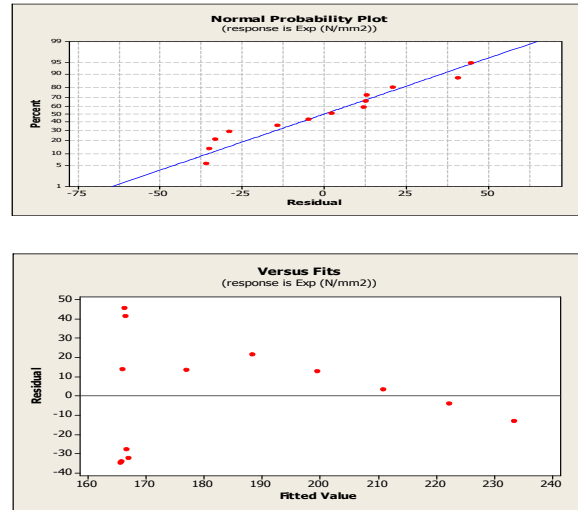 Normal Probability Plot
(response is Exp (N/mm2))
99
95
90
80
70
60
50
40
30
20
10
5
1
Percent
-75 -50 -25 0 25 50
Residual
Versus Fits
(response is Exp (N/mm2))
50
40
30
20
10
0
-10
-20
-30
-40
Residual
160 170 180 190 200 210 220 230 240
Fitted Value